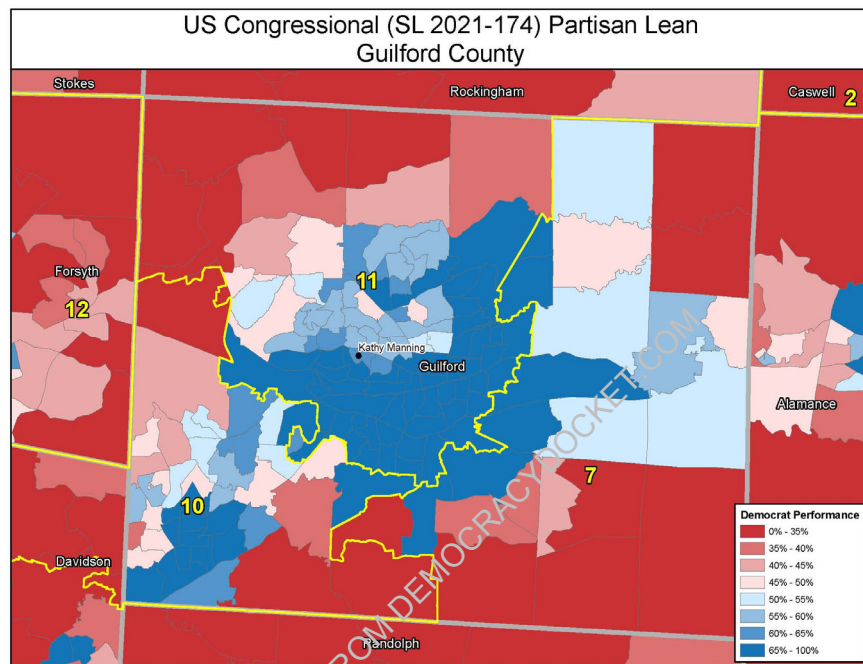 US Congressional (SL 2021-174) Partisan Lean
Guilford County
Stokes
Rockingham
Caswell
2
Forsyth
12
11
Kathy Manning
Guilford
Alamance
7
10
Davidson
Randolph
ROM DEMOCRACYDOCKET.COM
Democrat Performance
0% - 35%
35% - 40%
40% - 45%
45% - 50%
50% - 55%
55% - 60%
60% - 65%
65% - 100%